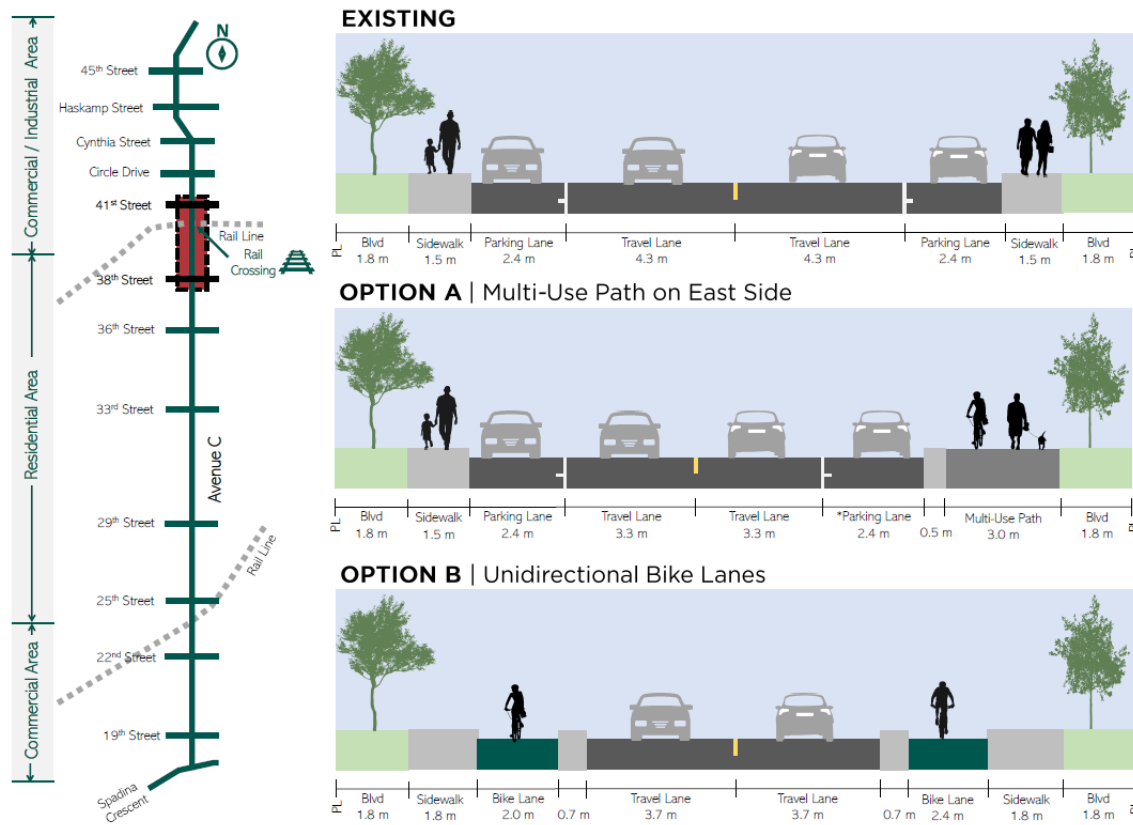 Commercial / Industrial Area
Residential Area
Commercial Area
N
45th Street
Haskamp Street
Cynthia Street
Circle Drive
41st Street
Rail Line
Rail
Crossing
38th Street
36th Street
33rd Street
Avenue C
29th Street
Rail Line
25th Street
22nd Street
19th Street
Spadina
Crescent
EXISTING
PL
Blvd
1.8 m
Sidewalk
1.5 m
Parking Lane
2.4 m
Travel Lane
4.3 m
Travel Lane
4.3 m
Parking Lane
2.4 m
Sidewalk
1.5 m
Blvd
1.8 m
OPTION A | Multi-Use Path on East Side
PL
Blvd
1.8 m
Sidewalk
1.5 m
Parking Lane
2.4 m
Travel Lane
3.3 m
Travel Lane
3.3 m
*Parking Lane
2.4 m
0.5 m
Multi-Use Path
3.0 m
Blvd
1.8 m
OPTION B | Unidirectional Bike Lanes
PL
Blvd
1.8 m
Sidewalk
1.8 m
Bike Lane
2.0 m
0.7 m
Travel Lane
3.7 m
Travel Lane
3.7 m
0.7 m
Bike Lane
2.4 m
Sidewalk
1.8 m
Blvd
1.8 m